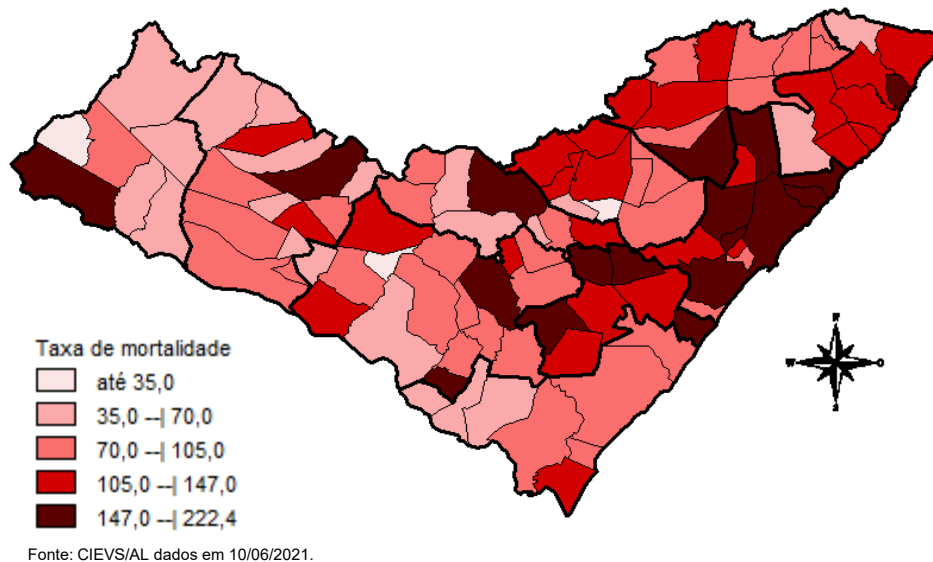 Taxa de mortalidade
até 35,0
35,0 --| 70,0
70,0 --| 105,0
105,0 --| 147,0
147,0 --| 222,4
Fonte: CIEVS/AL dados em 10/06/2021.